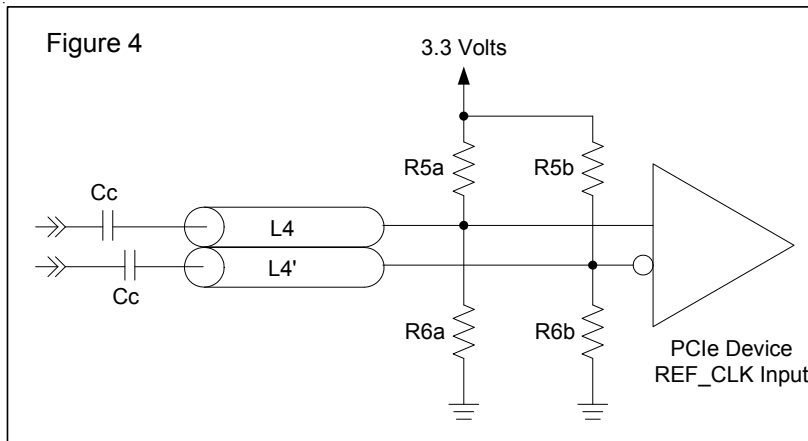 Figure 4
3.3 Volts
R5a
R5b
Cc
L4
L4'
Cc
R6a
R6b
PCIe Device
REF_CLK Input